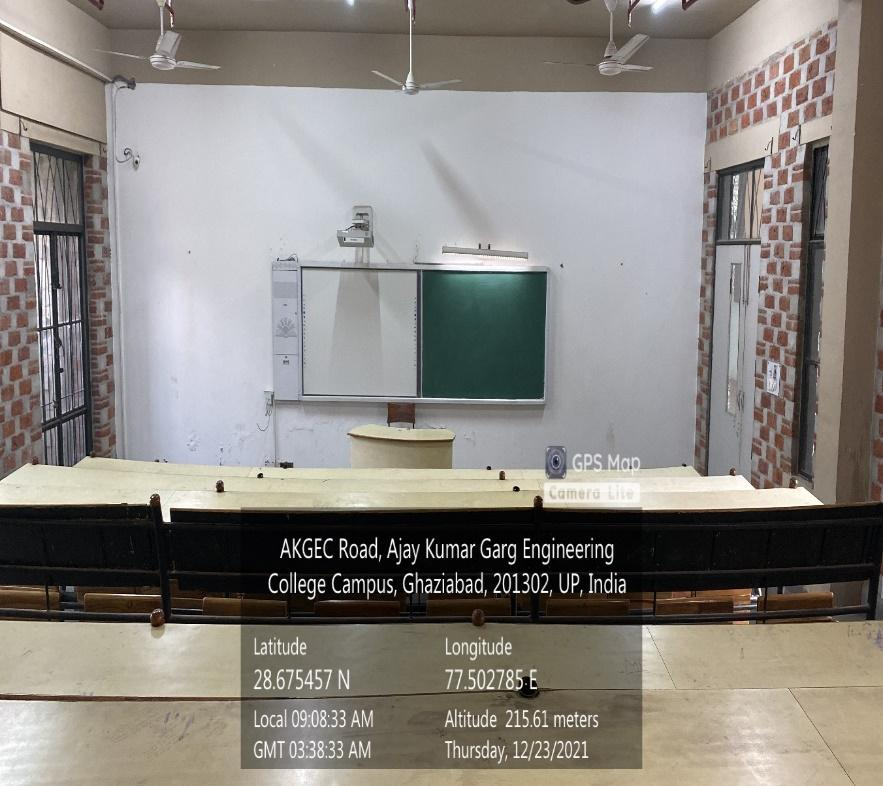 GPS Map
Camera Lite
AKGEC Road, Ajay Kumar Garg Engineering
College Campus, Ghaziabad, 201302, UP, India
Latitude
28.675457 N
Longitude
77.502785 E
Local 09:08:33 AM
GMT 03:38:33 AM
Altitude 215.61 meters
Thursday, 12/23/2021